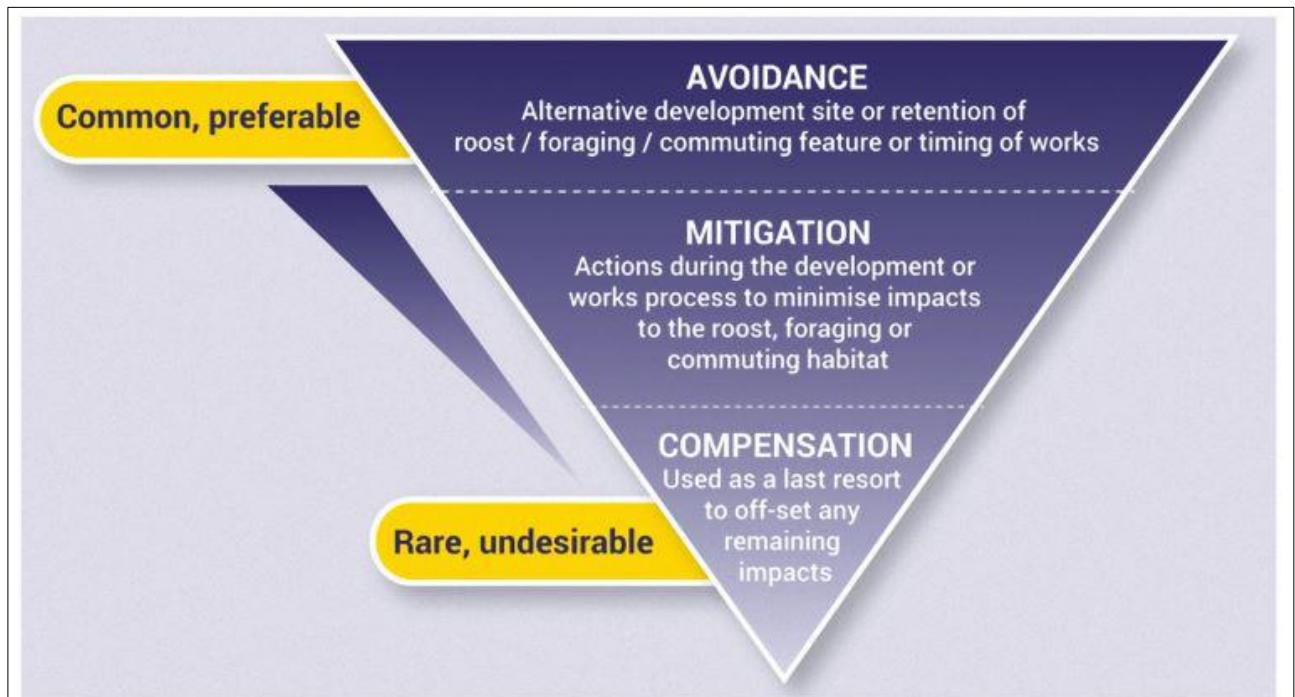 Common, preferable
AVOIDANCE
Alternative development site or retention of
roost / foraging / commuting feature or timing of works
MITIGATION
Actions during the development or
works process to minimise impacts
to the roost, foraging or
commuting habitat
COMPENSATION
Used as a last resort
to off-set any
remaining
impacts
Rare, undesirable